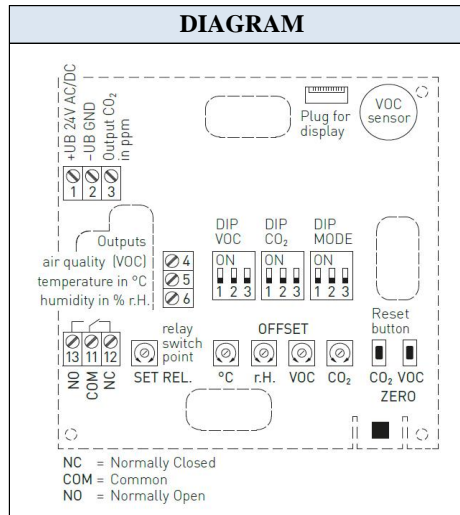 DIAGRAM
+UB 24V AC/DC
−UB GND
Output CO₂
in ppm
1 2 3
Plug for
display
VOC
sensor
Outputs
air quality (VOC)
temperature in °C
humidity in % r.H.
4
5
6
DIP
VOC
ON
1 2 3
DIP
CO₂
ON
1 2 3
DIP
MODE
ON
1 2 3
13 11 12
NO
COM
NC
relay
switch
point
SET REL.
OFFSET
°C r.H. VOC CO₂
Reset
button
CO₂ VOC
ZERO
NC = Normally Closed
COM = Common
NO = Normally Open